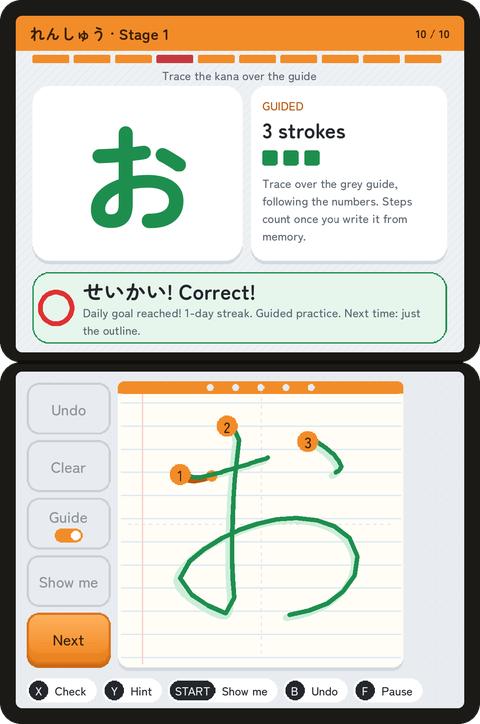 れんしゅう · Stage 1
10 / 10
Trace the kana over the guide
お
GUIDED
3 strokes
Trace over the grey guide,
following the numbers. Steps
count once you write it from
memory.
せいかい! Correct!
Daily goal reached! 1-day streak. Guided practice. Next time: just
the outline.
Undo
Clear
Guide
Show me
Next
1
2
3
お
X Check
Y Hint
START Show me
B Undo
F Pause